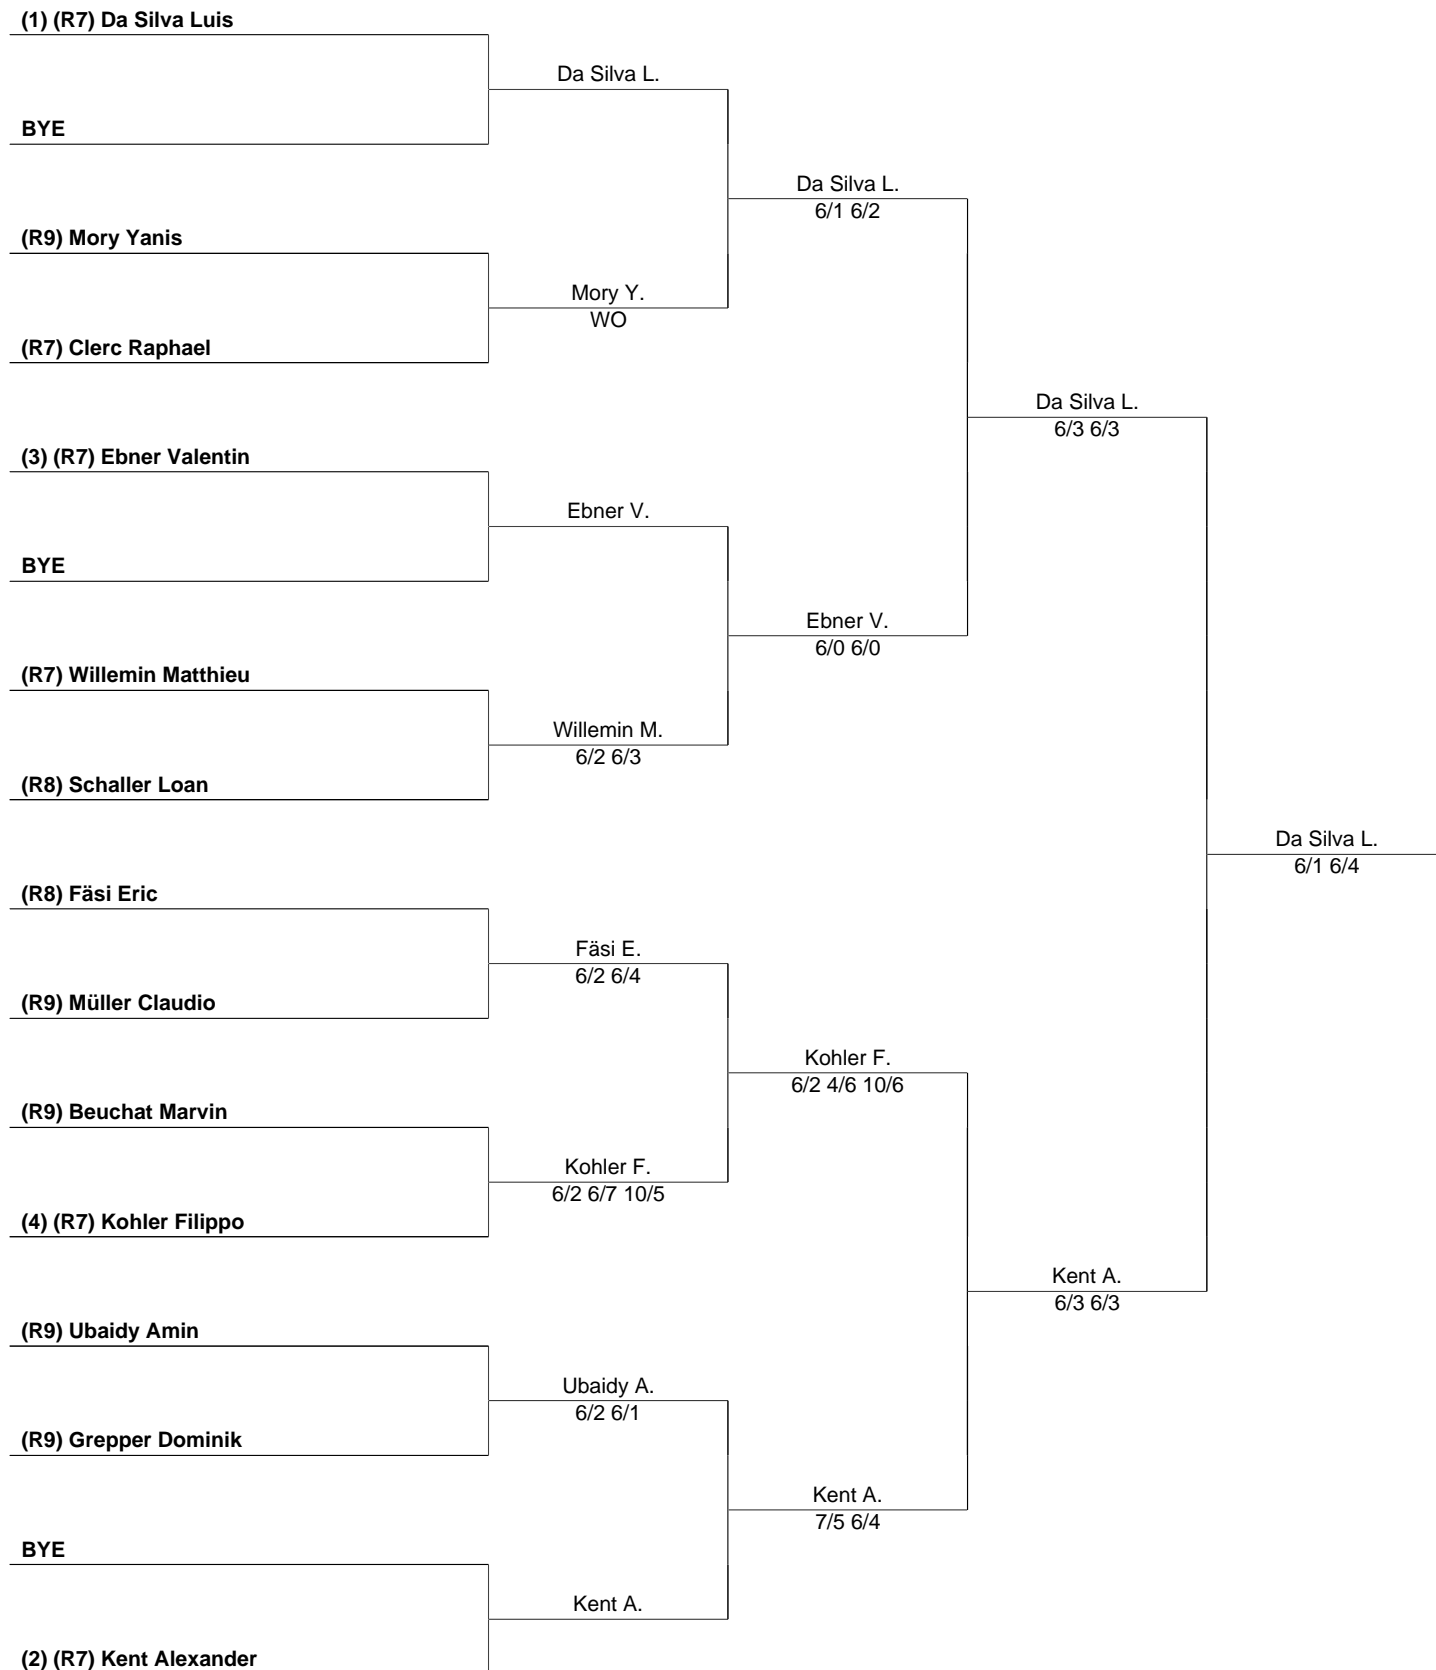 (1) (R7) Da Silva Luis
Da Silva L.
BYE
Da Silva L.
6/1 6/2
(R9) Mory Yanis
Mory Y.
WO
(R7) Clerc Raphael
Da Silva L.
6/3 6/3
(3) (R7) Ebner Valentin
Ebner V.
BYE
Ebner V.
6/0 6/0
(R7) Willemin Matthieu
Willemin M.
6/2 6/3
(R8) Schaller Loan
Da Silva L.
6/1 6/4
(R8) Fäsi Eric
Fäsi E.
6/2 6/4
(R9) Müller Claudio
Kohler F.
6/2 4/6 10/6
(R9) Beuchat Marvin
Kohler F.
6/2 6/7 10/5
(4) (R7) Kohler Filippo
Kent A.
6/3 6/3
(R9) Ubaidy Amin
Ubaidy A.
6/2 6/1
(R9) Grepper Dominik
Kent A.
7/5 6/4
BYE
Kent A.
(2) (R7) Kent Alexander